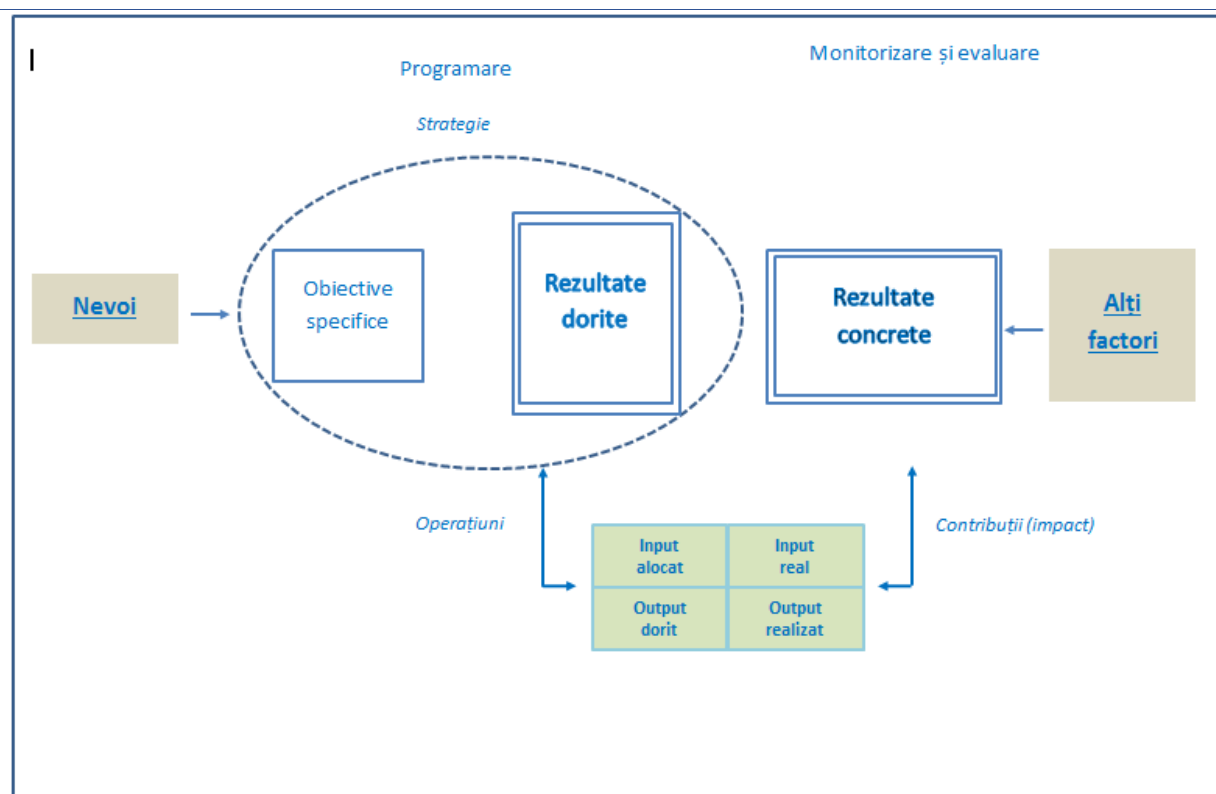 Monitorizare și evaluare
Programare
Strategie
Nevoi
Obiective
specifice
Rezultate
dorite
Rezultate
concrete
Alți
factori
Operațiuni
Input
alocat
Input
real
Output
dorit
Output
realizat
Contribuții (impact)